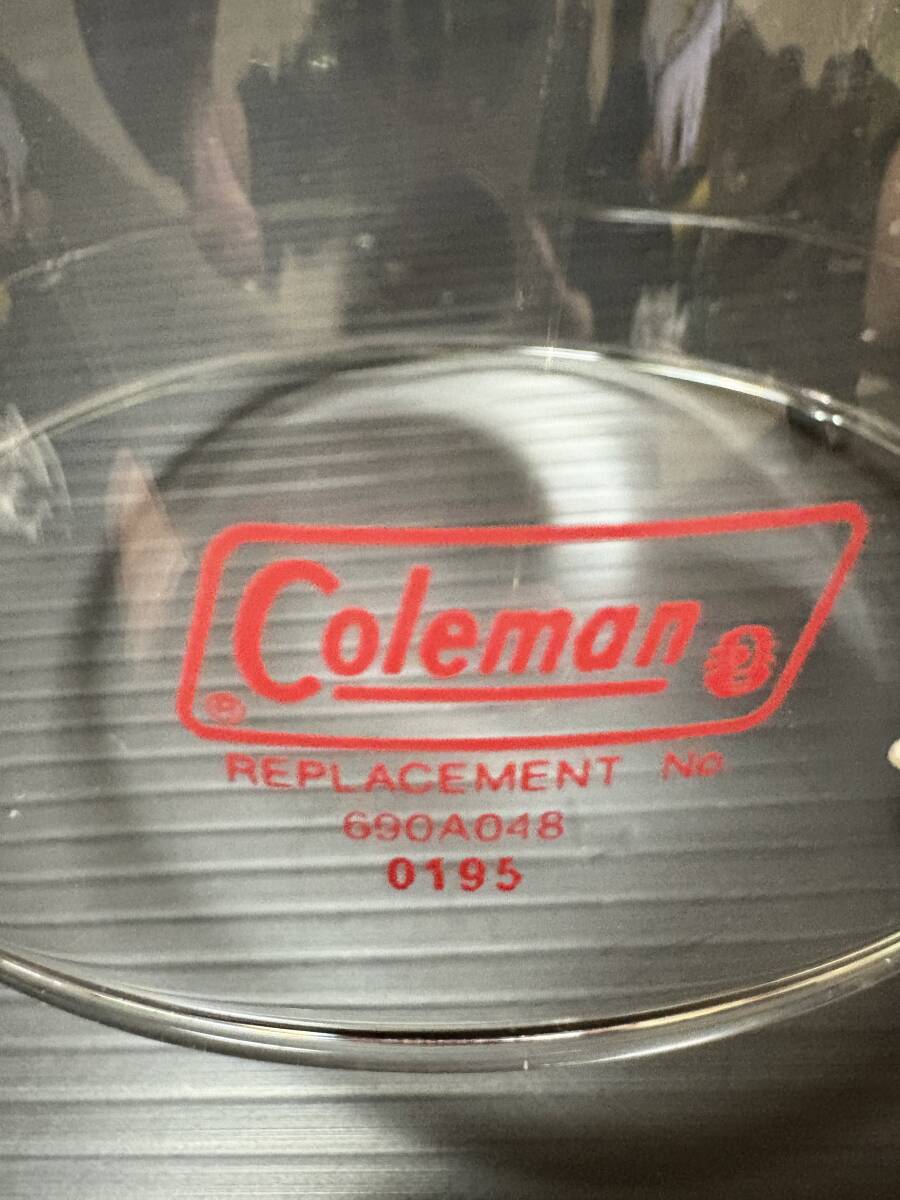 Coleman
®
REPLACEMENT No.
690A048
0195